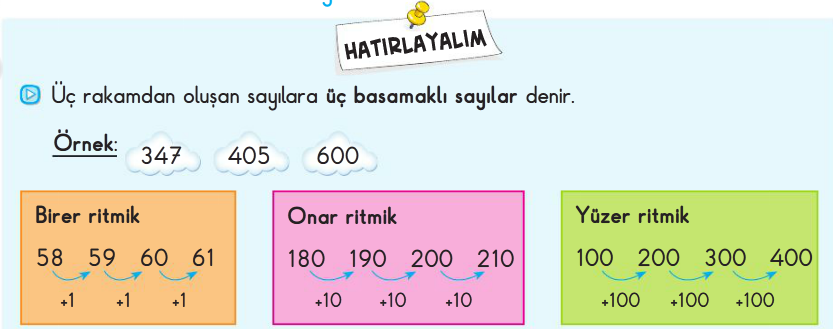 HATIRLAYALIM
Üç rakamdan oluşan sayılara üç basamaklı sayılar denir.
Örnek: 347 405 600
Birer ritmik
58 59 60 61
+1 +1 +1
Onar ritmik
180 190 200 210
+10 +10 +10
Yüzer ritmik
100 200 300 400
+100 +100 +100